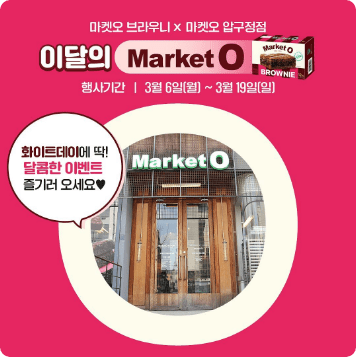 마켓오 브라우니 x 마켓오 압구정점
이달의 Market O
Market O
BROWNIE
행사기간 | 3월 6일(월) ~ 3월 19일(일)
화이트데이에 딱!
달콤한 이벤트
즐기러 오세요♥
Market O